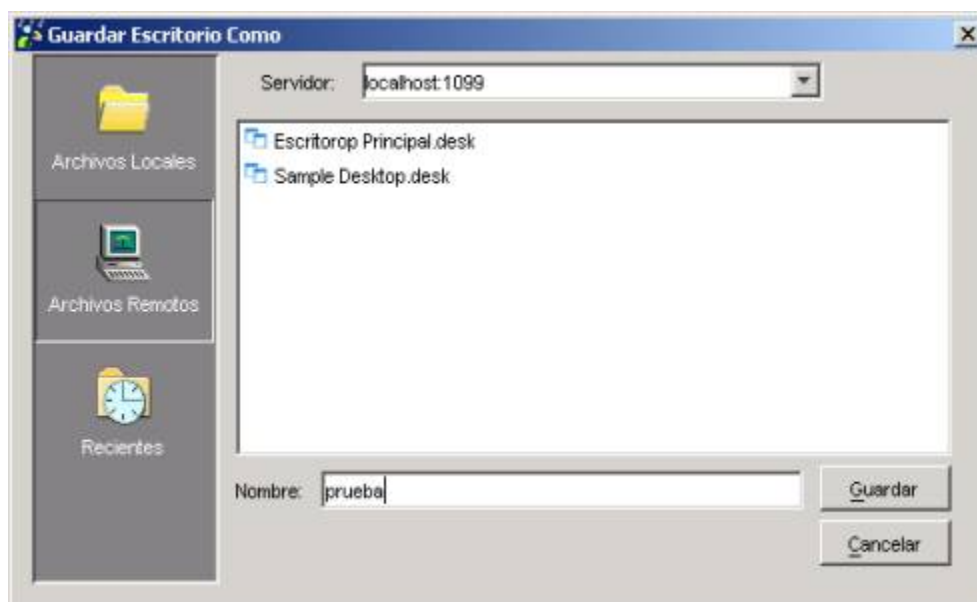 Guardar Escritorio Como
Servidor: localhost:1099
Archivos Locales
Archivos Remotos
Recientes
Escritorop Principal.desk
Sample Desktop.desk
Nombre: prueba
Guardar
Cancelar